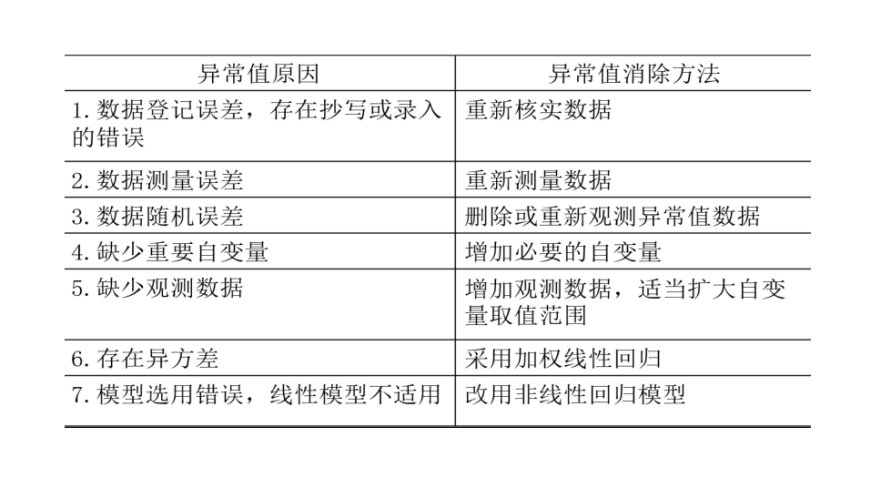 异常值原因 异常值消除方法
1.数据登记误差，存在抄写或录入 重新核实数据
的错误
2.数据测量误差 重新测量数据
3.数据随机误差 删除或重新观测异常值数据
4.缺少重要自变量 增加必要的自变量
5.缺少观测数据 增加观测数据，适当扩大自变
量取值范围
6.存在异方差 采用加权线性回归
7.模型选用错误，线性模型不适用 改用非线性回归模型